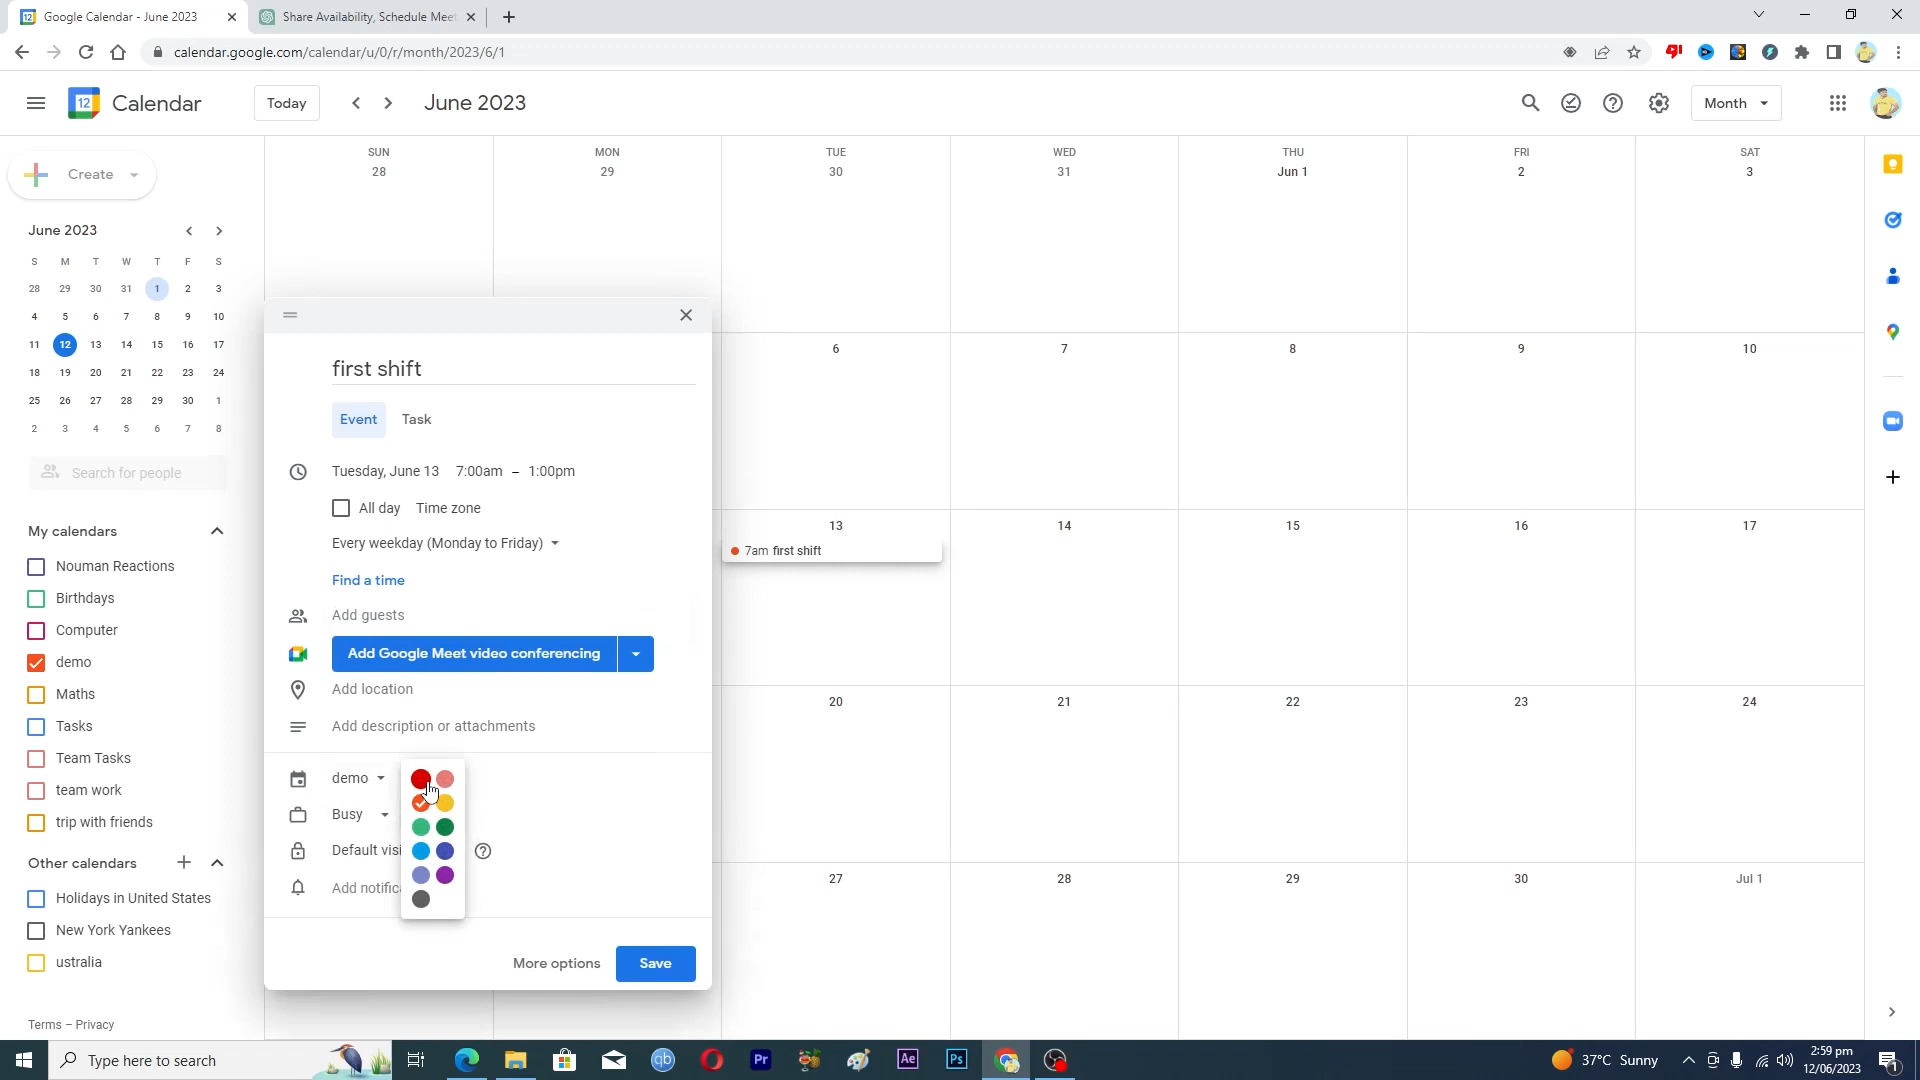 Google Calendar - June 2023
Share Availability, Schedule Meet
calendar.google.com/calendar/u/0/r/month/2023/6/1
12
Calendar
Today
June 2023
Month
Create
June 2023
S M T W T F S
28 29 30 31 1 2 3
4 5 6 7 8 9 10
11 12 13 14 15 16 17
18 19 20 21 22 23 24
25 26 27 28 29 30 1
2 3 4 5 6 7 8
Search for people
My calendars
Nouman Reactions
Birthdays
Computer
demo
Maths
Tasks
Team Tasks
team work
trip with friends
Other calendars
Holidays in United States
New York Yankees
ustralia
Terms – Privacy
SUN MON TUE WED THU FRI SAT
28 29 30 31 Jun 1 2 3
first shift
Event Task
Tuesday, June 13 7:00am – 1:00pm
All day Time zone
Every weekday (Monday to Friday)
Find a time
Add guests
Add Google Meet video conferencing
Add location
Add description or attachments
demo
Busy
Default visi
Add notific
More options
Save
6 7 8 9 10
13 14 15 16 17
7am first shift
20 21 22 23 24
27 28 29 30 Jul 1
Type here to search
qb
Pr
Ae
Ps
37°C Sunny
2:59 pm
12/06/2023
1